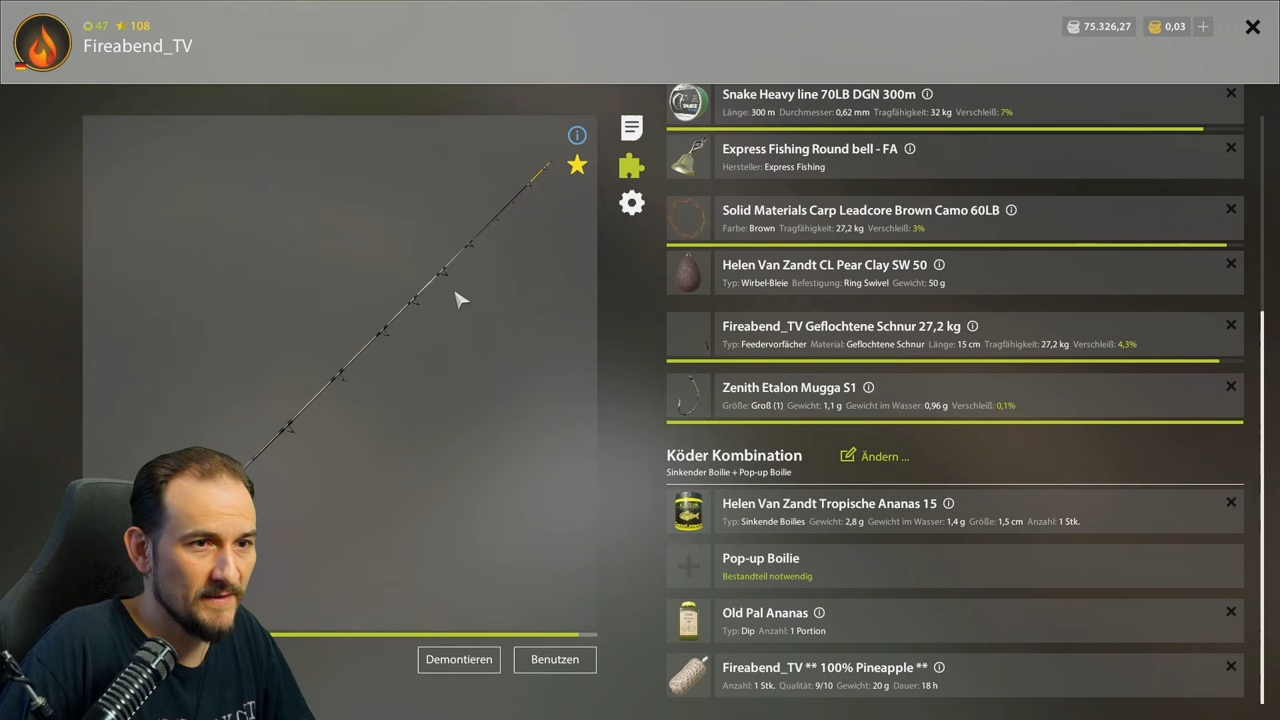 47 108
Fireabend_TV
75.326,27
0,03
Snake Heavy line 70LB DGN 300m
Länge: 300 m Durchmesser: 0,62 mm Tragfähigkeit: 32 kg Verschleiß: 7%
Express Fishing Round bell - FA
Hersteller: Express Fishing
Solid Materials Carp Leadcore Brown Camo 60LB
Farbe: Brown Tragfähigkeit: 27,2 kg Verschleiß: 3%
Helen Van Zandt CL Pear Clay SW 50
Typ: Wirbel-Bleie Befestigung: Ring Swivel Gewicht: 50 g
Fireabend_TV Geflochtene Schnur 27,2 kg
Typ: Feedervorfächer Material: Geflochtene Schnur Länge: 15 cm Tragfähigkeit: 27,2 kg Verschleiß: 4,3%
Zenith Etalon Mugga S1
Größe: Groß (1) Gewicht: 1,1 g Gewicht im Wasser: 0,96 g Verschleiß: 0,1%
Köder Kombination
Ändern ...
Sinkender Boilie + Pop-up Boilie
Helen Van Zandt Tropische Ananas 15
Typ: Sinkende Boilies Gewicht: 2,8 g Gewicht im Wasser: 1,4 g Größe: 1,5 cm Anzahl: 1 Stk.
Pop-up Boilie
Bestandteil notwendig
Old Pal Ananas
Typ: Dip Anzahl: 1 Portion
Fireabend_TV ** 100% Pineapple **
Anzahl: 1 Stk. Qualität: 9/10 Gewicht: 20 g Dauer: 18 h
Demontieren
Benutzen